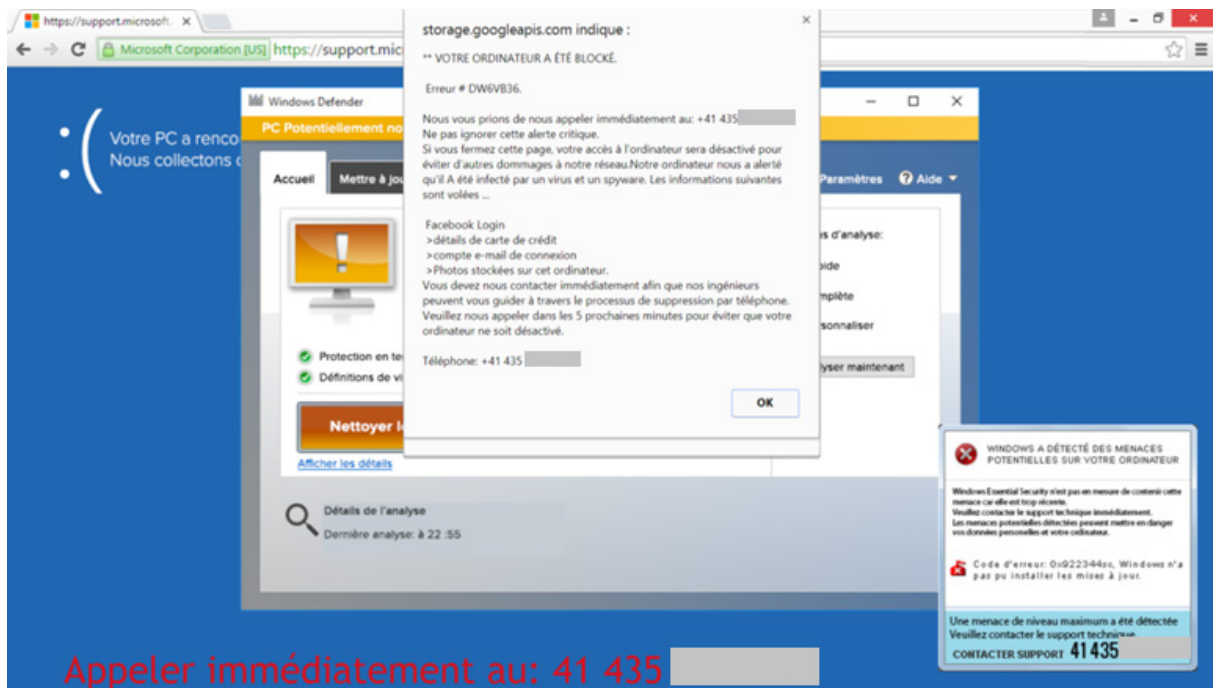 https://support.microsoft.
Microsoft Corporation [US] https://support.mic
storage.googleapis.com indique :
** VOTRE ORDINATEUR A ÉTÉ BLOCKÉ.
Erreur # DW6VB36.
Nous vous prions de nous appeler immédiatement au: +41 435
Ne pas ignorer cette alerte critique.
Si vous fermez cette page, votre accès à l'ordinateur sera désactivé pour
éviter d'autres dommages à notre réseau.Notre ordinateur nous a alerté
qu'il A été infecté par un virus et un spyware. Les informations suivantes
sont volées ...
Facebook Login
>détails de carte de crédit
>compte e-mail de connexion
>Photos stockées sur cet ordinateur.
Vous devez nous contacter immédiatement afin que nos ingénieurs
peuvent vous guider à travers le processus de suppression par téléphone.
Veuillez nous appeler dans les 5 prochaines minutes pour éviter que votre
ordinateur ne soit désactivé.
Téléphone: +41 435
OK
:(
Votre PC a renco
Nous collectons
Windows Defender
PC Potentiellement no
Accueil
Mettre à jou
Paramètres
? Aide
s d'analyse:
ide
mplète
sonnaliser
lyser maintenant
Protection en te
Définitions de vi
Nettoyer l
Afficher les détails
Détails de l'analyse
Dernière analyse: à 22 :55
WINDOWS A DÉTECTÉ DES MENACES
POTENTIELLES SUR VOTRE ORDINATEUR
Windows Essential Security n'est pas en mesure de contenir cette
menace car elle est trop récente.
Veuillez contacter le support technique immédiatement.
Les menaces potentielles détectées peuvent mettre en danger
vos données personelles et votre ordinateur.
Code d'erreur: 0x922344so, Windows n'a
pas pu installer les mises à jour.
Une menace de niveau maximum a été détectée
Veuillez contacter le support technique
CONTACTER SUPPORT 41 435
Appeler immédiatement au: 41 435